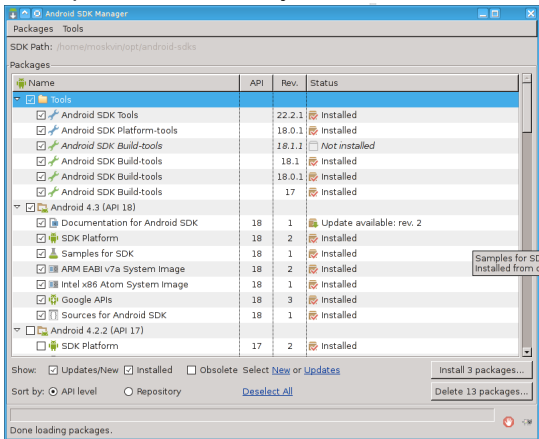 Android SDK Manager
Packages Tools
SDK Path: /home/moskvin/opt/android-sdks
Packages
Name API Rev. Status
Tools
Android SDK Tools 22.2.1 Installed
Android SDK Platform-tools 18.0.1 Installed
Android SDK Build-tools 18.1.1 Not installed
Android SDK Build-tools 18.1 Installed
Android SDK Build-tools 18.0.1 Installed
Android SDK Build-tools 17 Installed
Android 4.3 (API 18)
Documentation for Android SDK 18 1 Update available: rev. 2
SDK Platform 18 2 Installed
Samples for SDK 18 1 Installed
ARM EABI v7a System Image 18 2 Installed
Intel x86 Atom System Image 18 1 Installed
Google APIs 18 3 Installed
Sources for Android SDK 18 1 Installed
Samples for SD
Installed from
Android 4.2.2 (API 17)
SDK Platform 17 2 Installed
Show: Updates/New Installed Obsolete Select New or Updates Install 3 packages...
Sort by: API level Repository Deselect All Delete 13 packages...
Done loading packages.